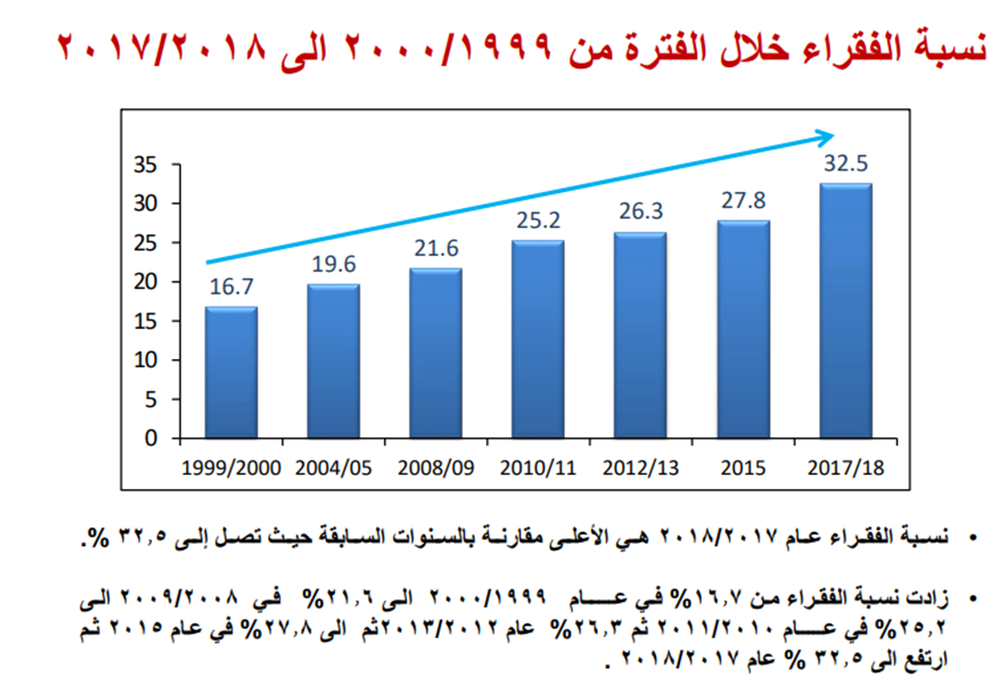 نسبة الفقراء خلال الفترة من ٢٠٠٠/١٩٩٩ الى ٢٠١٧/٢٠١٨
35
30
25
20
15
10
5
0
16.7
19.6
21.6
25.2
26.3
27.8
32.5
1999/2000 2004/05 2008/09 2010/11 2012/13 2015 2017/18
• نسبة الفقراء عام ٢٠١٨/٢٠١٧ هي الأعلى مقارنة بالسنوات السابقة حيث تصل إلى ٣٢,٥ %.
• زادت نسبة الفقراء من ١٦,٧% في عام ٢٠٠٠/١٩٩٩ الى ٢١,٦% في ٢٠٠٩/٢٠٠٨ الى
٢٥,٢% في عام ٢٠١١/٢٠١٠ ثم ٢٦,٣% عام ٢٠١٣/٢٠١٢ثم الى ٢٧,٨% في عام ٢٠١٥ ثم
ارتفع الى ٣٢,٥ % عام ٢٠١٨/٢٠١٧ .